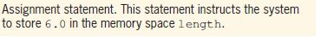 Assignment statement. This statement instructs the system
to store 6.0 in the memory space length.